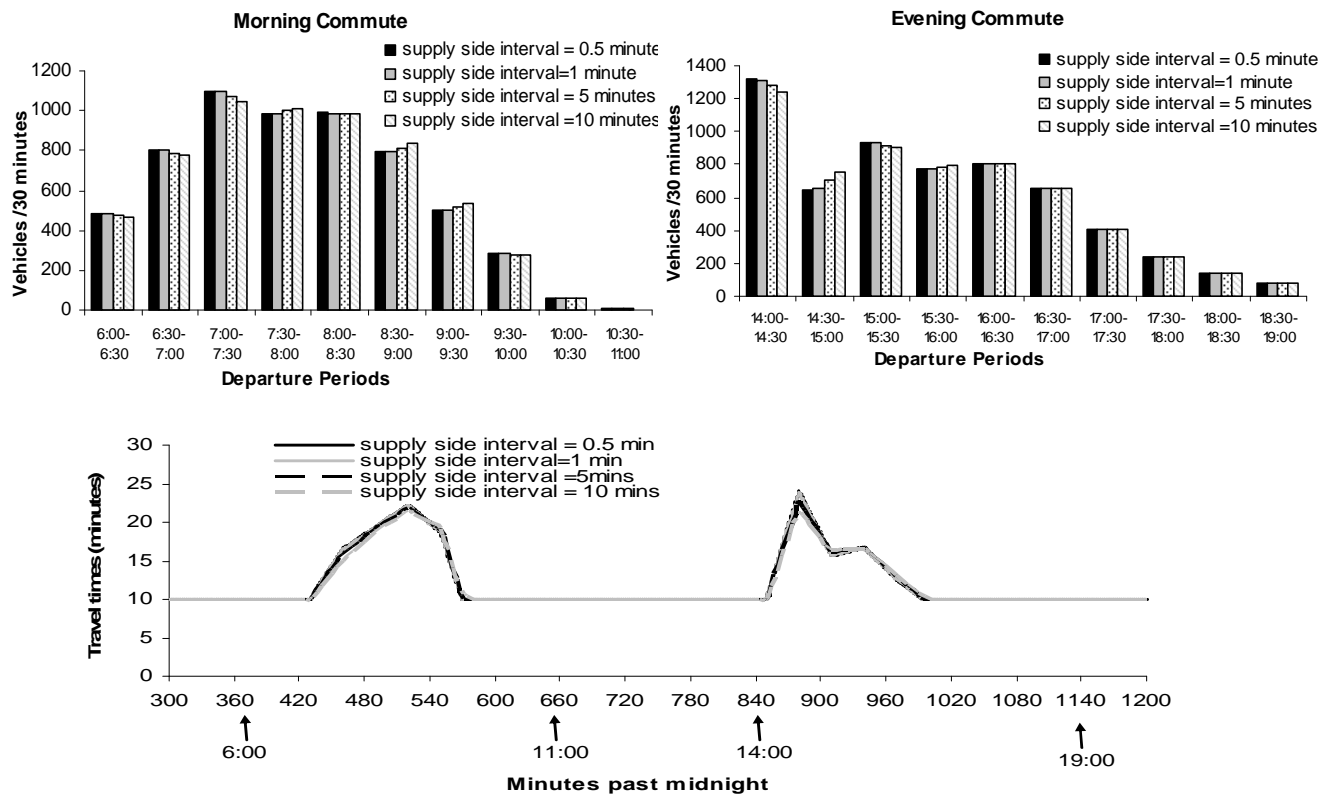 Morning Commute
supply side interval = 0.5 minute
supply side interval=1 minute
supply side interval = 5 minutes
supply side interval =10 minutes
Vehicles /30 minutes
1200
1000
800
600
400
200
0
6:00- 6:30- 7:00- 7:30- 8:00- 8:30- 9:00- 9:30- 10:00- 10:30-
6:30 7:00 7:30 8:00 8:30 9:00 9:30 10:00 10:30 11:00
Departure Periods
Evening Commute
supply side interval = 0.5 minute
supply side interval=1 minute
supply side interval = 5 minutes
supply side interval =10 minutes
Vehicles /30 minutes
1400
1200
1000
800
600
400
200
0
14:00- 14:30- 15:00- 15:30- 16:00- 16:30- 17:00- 17:30- 18:00- 18:30-
14:30 15:00 15:30 16:00 16:30 17:00 17:30 18:00 18:30 19:00
Departure Periods
supply side interval = 0.5 min
supply side interval=1 min
supply side interval =5mins
supply side interval = 10 mins
Travel times (minutes)
30
25
20
15
10
5
0
300 360 420 480 540 600 660 720 780 840 900 960 1020 1080 1140 1200
6:00 11:00 14:00 19:00
Minutes past midnight